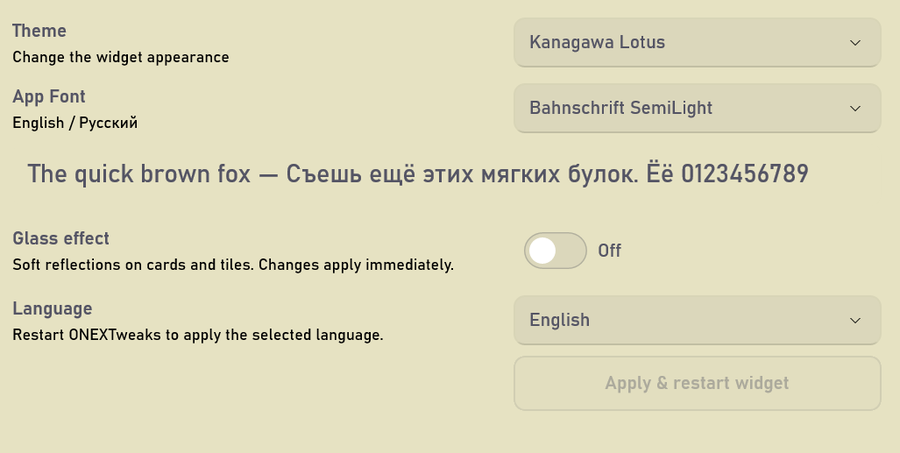 Theme
Change the widget appearance
Kanagawa Lotus
App Font
English / Русский
Bahnschrift SemiLight
The quick brown fox — Съешь ещё этих мягких булок. Ёё 0123456789
Glass effect
Soft reflections on cards and tiles. Changes apply immediately.
Off
Language
Restart ONEXTweaks to apply the selected language.
English
Apply & restart widget